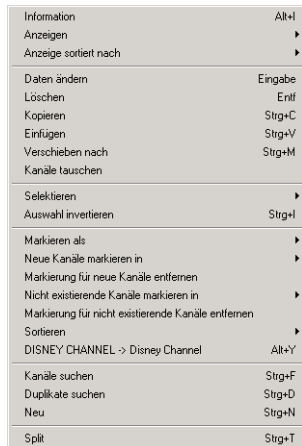 Information Alt+I
Anzeigen
Anzeige sortiert nach
Daten ändern Eingabe
Löschen Entf
Kopieren Strg+C
Einfügen Strg+V
Verschieben nach Strg+M
Kanäle tauschen
Selektieren
Auswahl invertieren Strg+I
Markieren als
Neue Kanäle markieren in
Markierung für neue Kanäle entfernen
Nicht existierende Kanäle markieren in
Markierung für nicht existierende Kanäle entfernen
Sortieren
DISNEY CHANNEL -> Disney Channel Alt+Y
Kanäle suchen Strg+F
Duplikate suchen Strg+D
Neu Strg+N
Split Strg+T